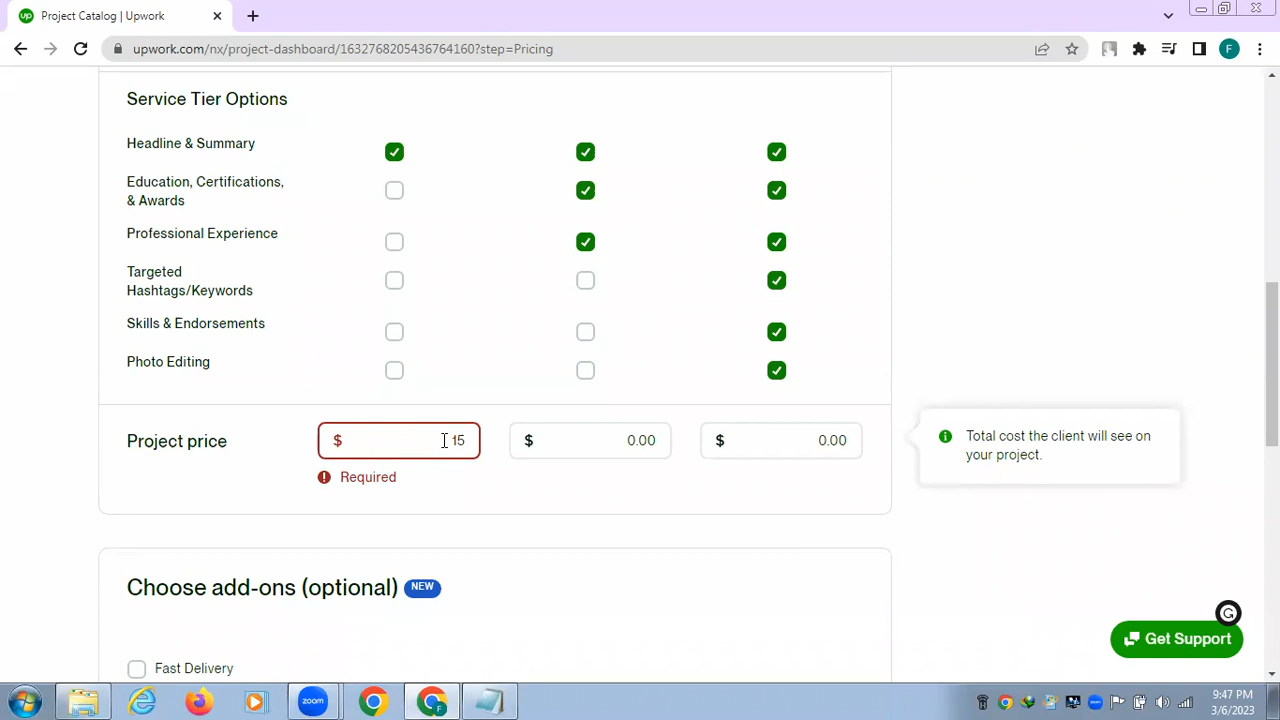 up Project Catalog | Upwork
upwork.com/nx/project-dashboard/1632768205436764160?step=Pricing
F
Service Tier Options
Headline & Summary
Education, Certifications,
& Awards
Professional Experience
Targeted
Hashtags/Keywords
Skills & Endorsements
Photo Editing
Project price
$ 15
$ 0.00
$ 0.00
Required
Total cost the client will see on
your project.
Choose add-ons (optional) NEW
Fast Delivery
G
Get Support
zoom
F
9:47 PM
3/6/2023